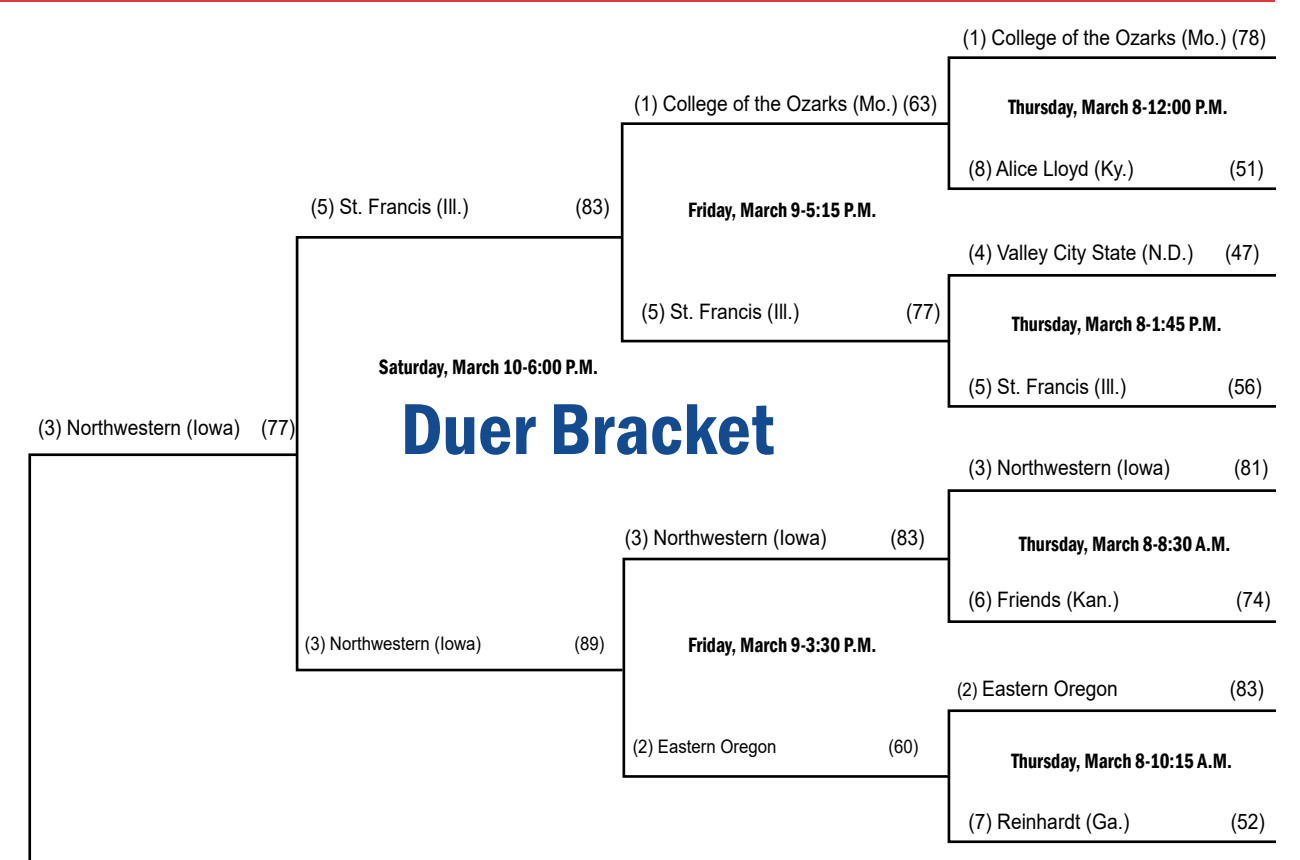 (1) College of the Ozarks (Mo.) (78)
Thursday, March 8-12:00 P.M.
(8) Alice Lloyd (Ky.) (51)
(1) College of the Ozarks (Mo.) (63)
Friday, March 9-5:15 P.M.
(5) St. Francis (Ill.) (77)
(4) Valley City State (N.D.) (47)
Thursday, March 8-1:45 P.M.
(5) St. Francis (Ill.) (56)
(5) St. Francis (Ill.) (83)
Saturday, March 10-6:00 P.M.
Duer Bracket
(3) Northwestern (Iowa) (77)
(3) Northwestern (Iowa) (81)
Thursday, March 8-8:30 A.M.
(6) Friends (Kan.) (74)
(3) Northwestern (Iowa) (83)
Friday, March 9-3:30 P.M.
(3) Northwestern (Iowa) (89)
(2) Eastern Oregon (60)
(2) Eastern Oregon (83)
Thursday, March 8-10:15 A.M.
(7) Reinhardt (Ga.) (52)